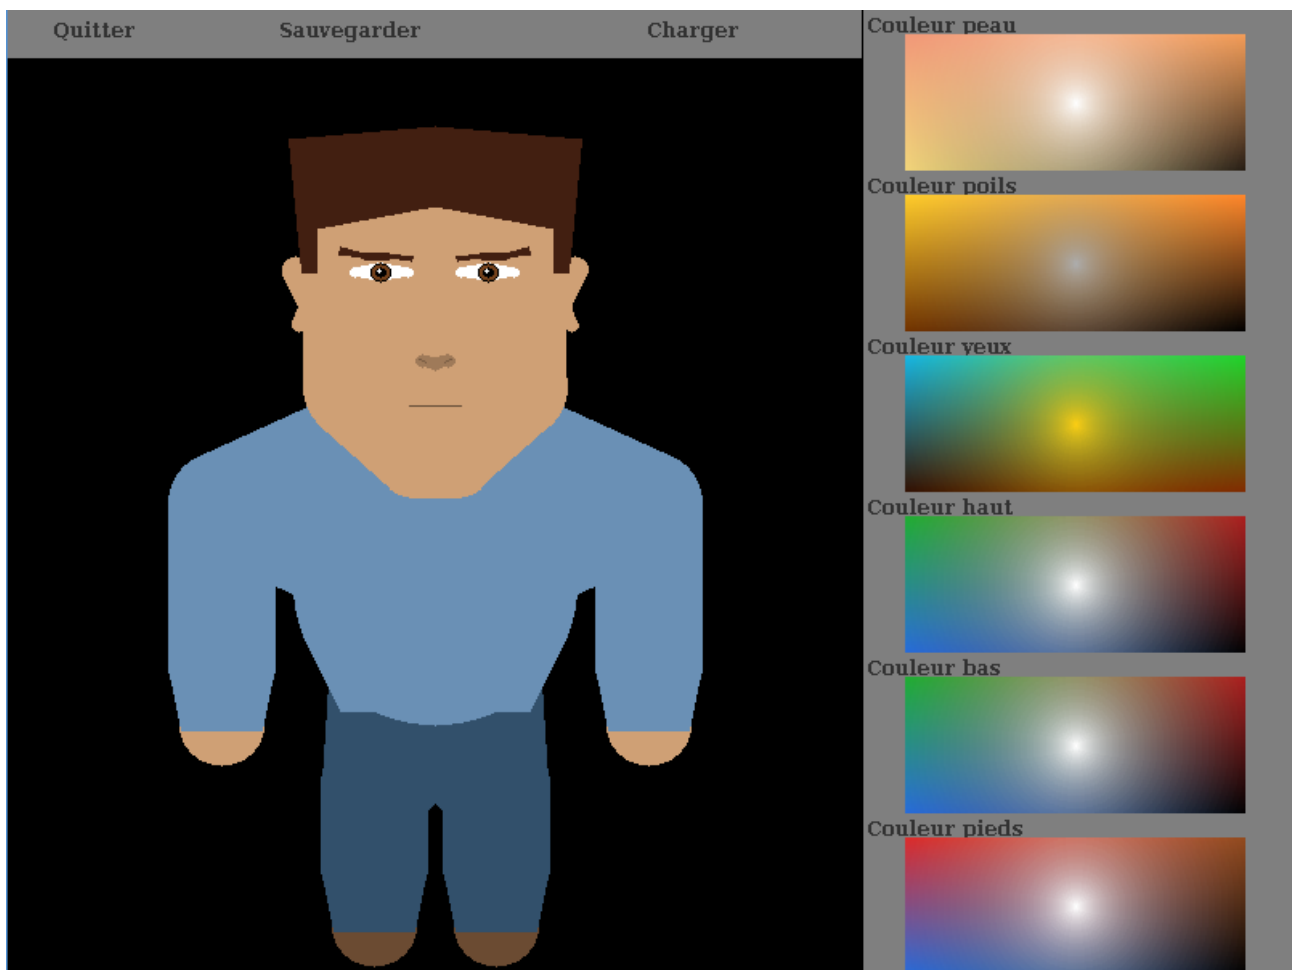 Quitter Sauvegarder Charger
Couleur peau
Couleur poils
Couleur yeux
Couleur haut
Couleur bas
Couleur pieds